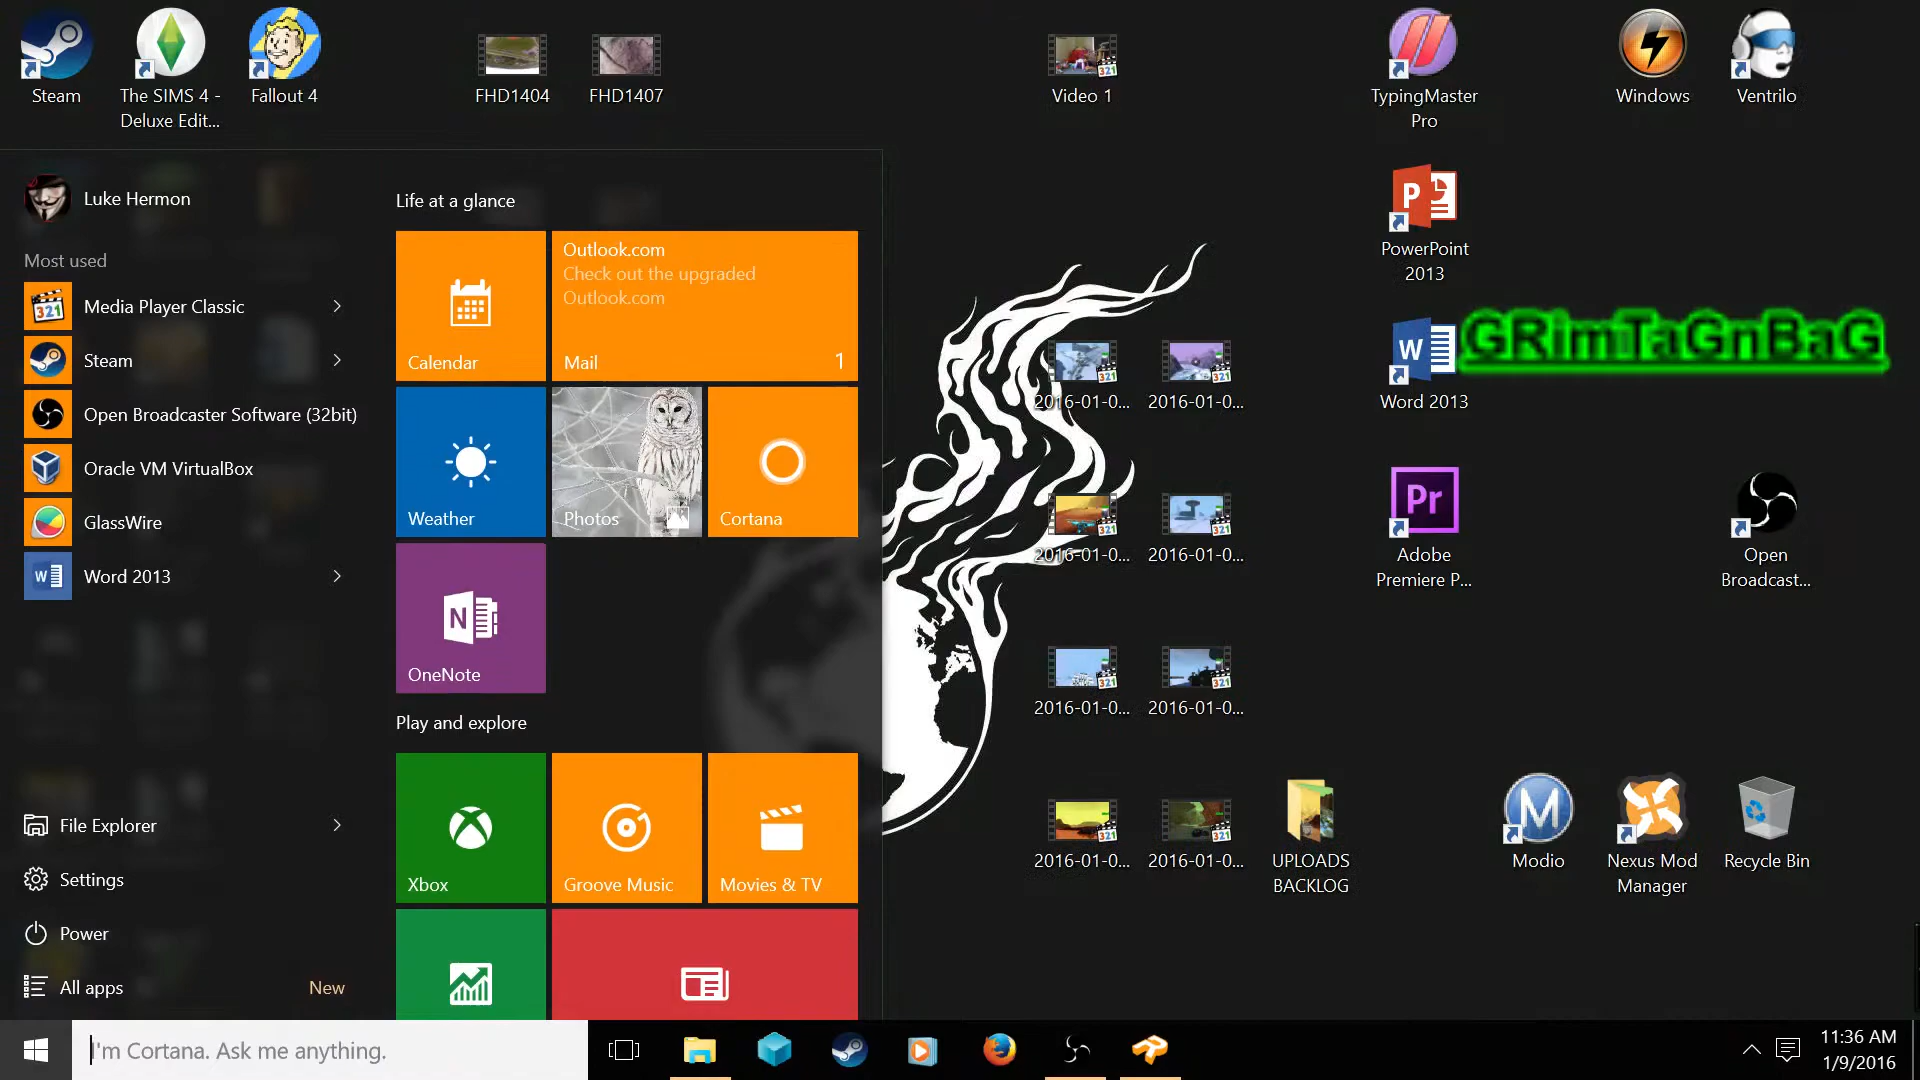 Steam
The SIMS 4 -
Deluxe Edit...
Fallout 4
FHD1404
FHD1407
Video 1
TypingMaster
Pro
Windows
Ventrilo
Luke Hermon
Most used
Media Player Classic
Steam
Open Broadcaster Software (32bit)
Oracle VM VirtualBox
GlassWire
Word 2013
File Explorer
Settings
Power
All apps
New
Life at a glance
Calendar
Outlook.com
Check out the upgraded
Outlook.com
Mail
1
Weather
Photos
Cortana
OneNote
Play and explore
Xbox
Groove Music
Movies & TV
PowerPoint
2013
GRimTaGnBaG
2016-01-0...
2016-01-0...
Word 2013
2016-01-0...
2016-01-0...
Adobe
Premiere P...
Open
Broadcast...
2016-01-0...
2016-01-0...
2016-01-0...
2016-01-0...
UPLOADS
BACKLOG
Modio
Nexus Mod
Manager
Recycle Bin
I'm Cortana. Ask me anything.
11:36 AM
1/9/2016